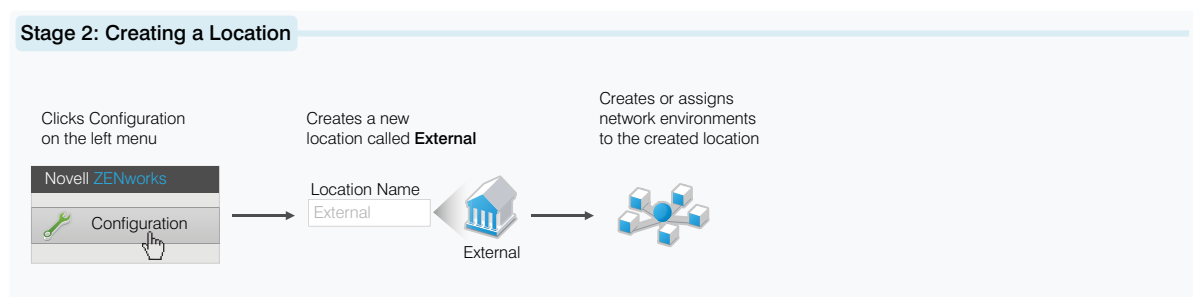 Stage 2: Creating a Location
Clicks Configuration
on the left menu
Novell ZENworks
Configuration
Creates a new
location called External
Location Name
External
External
Creates or assigns
network environments
to the created location